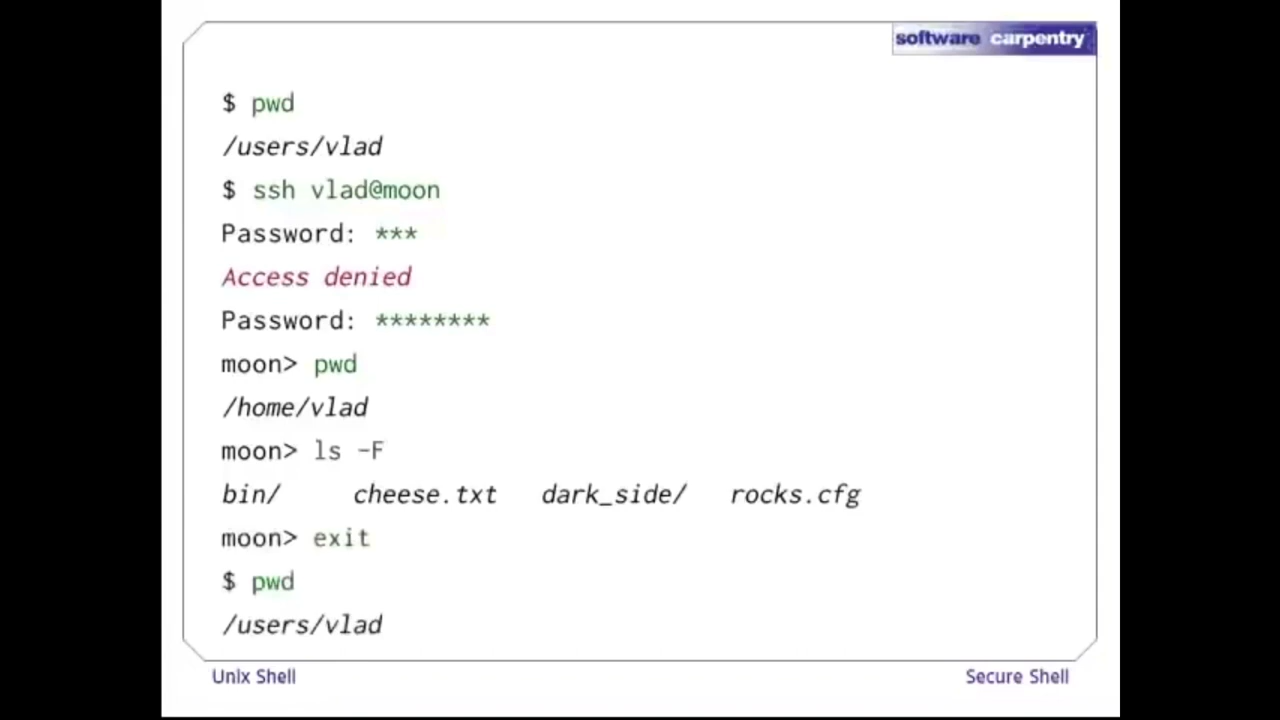 software carpentry
$ pwd
/users/vlad
$ ssh vlad@moon
Password: ***
Access denied
Password: ********
moon> pwd
/home/vlad
moon> ls -F
bin/ cheese.txt dark_side/ rocks.cfg
moon> exit
$ pwd
/users/vlad
Unix Shell
Secure Shell